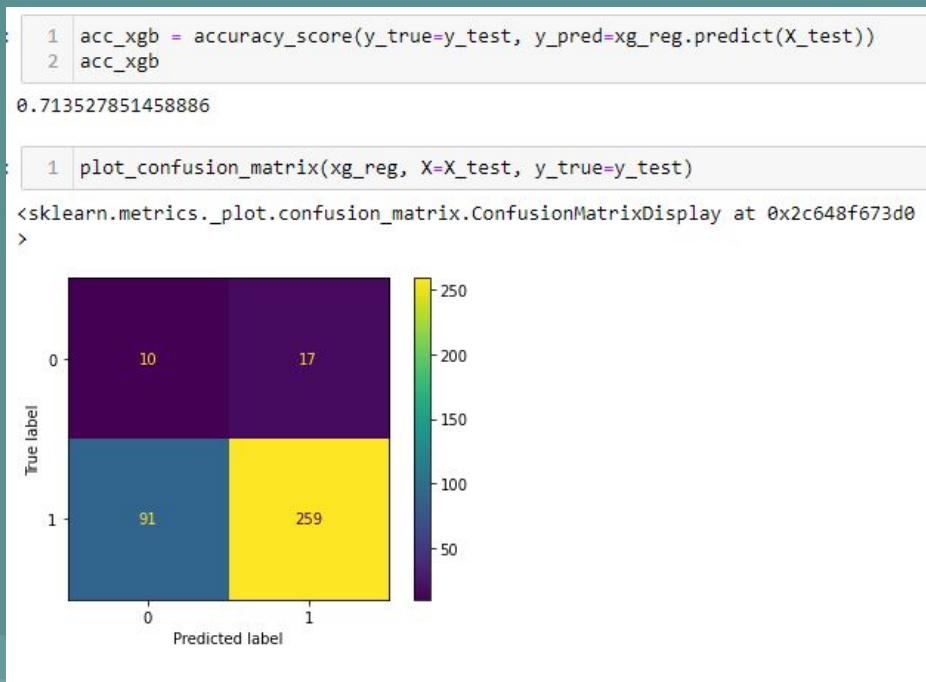 1 acc_xgb = accuracy_score(y_true=y_test, y_pred=xg_reg.predict(X_test))
2 acc_xgb
0.713527851458886
1 plot_confusion_matrix(xg_reg, X=X_test, y_true=y_test)
<sklearn.metrics._plot.confusion_matrix.ConfusionMatrixDisplay at 0x2c648f673d0
>
250
0 10 17
200
True label
150
100
1 91 259
50
0 1
Predicted label